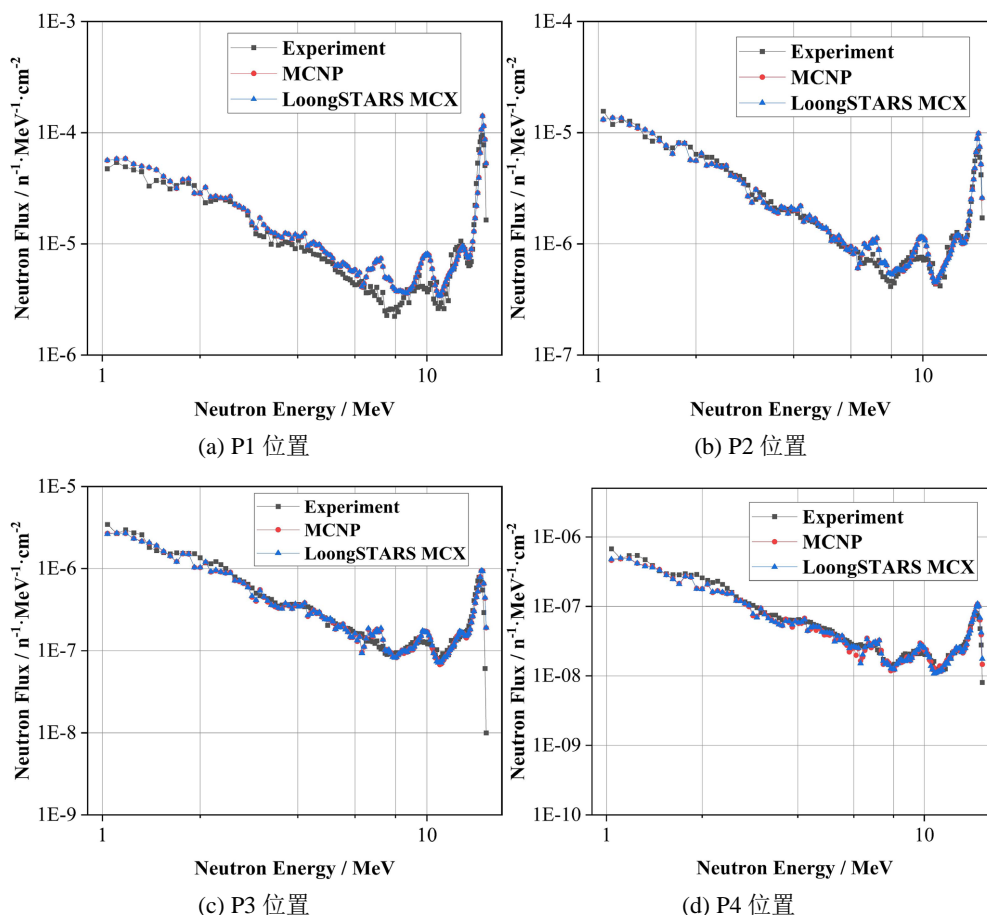 1E-3
1E-4
1E-5
1E-6
Neutron Flux / n⁻¹·MeV⁻¹·cm⁻²
Experiment
MCNP
LoongSTARS MCX
1
10
Neutron Energy / MeV
(a) P1 位置
1E-4
1E-5
1E-6
1E-7
Neutron Flux / n⁻¹·MeV⁻¹·cm⁻²
Experiment
MCNP
LoongSTARS MCX
1
10
Neutron Energy / MeV
(b) P2 位置
1E-5
1E-6
1E-7
1E-8
1E-9
Neutron Flux / n⁻¹·MeV⁻¹·cm⁻²
Experiment
MCNP
LoongSTARS MCX
1
10
Neutron Energy / MeV
(c) P3 位置
1E-06
1E-07
1E-08
1E-09
1E-10
Neutron Flux / n⁻¹·MeV⁻¹·cm⁻²
Experiment
MCNP
LoongSTARS MCX
1
10
Neutron Energy / MeV
(d) P4 位置